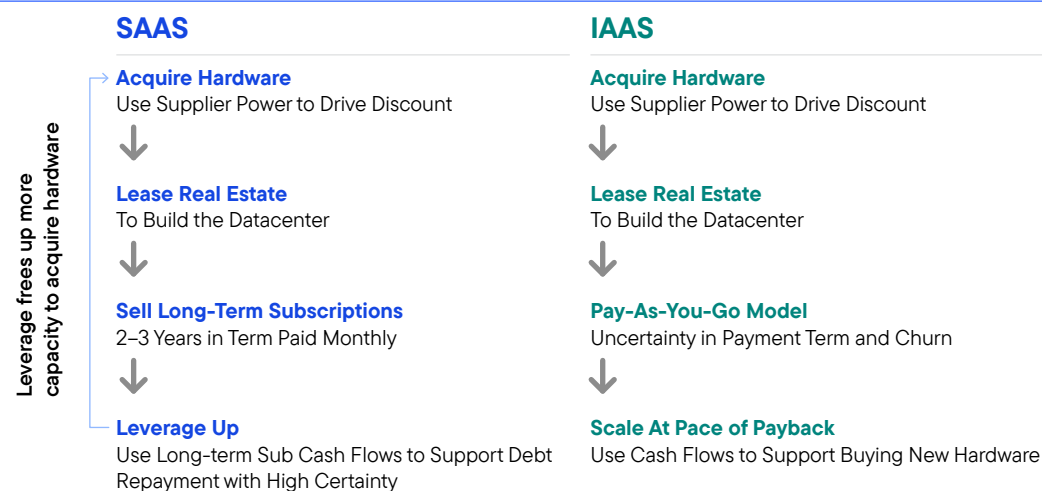 SAAS
Acquire Hardware
Use Supplier Power to Drive Discount
Lease Real Estate
To Build the Datacenter
Sell Long-Term Subscriptions
2–3 Years in Term Paid Monthly
Leverage Up
Use Long-term Sub Cash Flows to Support Debt
Repayment with High Certainty
Leverage frees up more
capacity to acquire hardware
IAAS
Acquire Hardware
Use Supplier Power to Drive Discount
Lease Real Estate
To Build the Datacenter
Pay-As-You-Go Model
Uncertainty in Payment Term and Churn
Scale At Pace of Payback
Use Cash Flows to Support Buying New Hardware